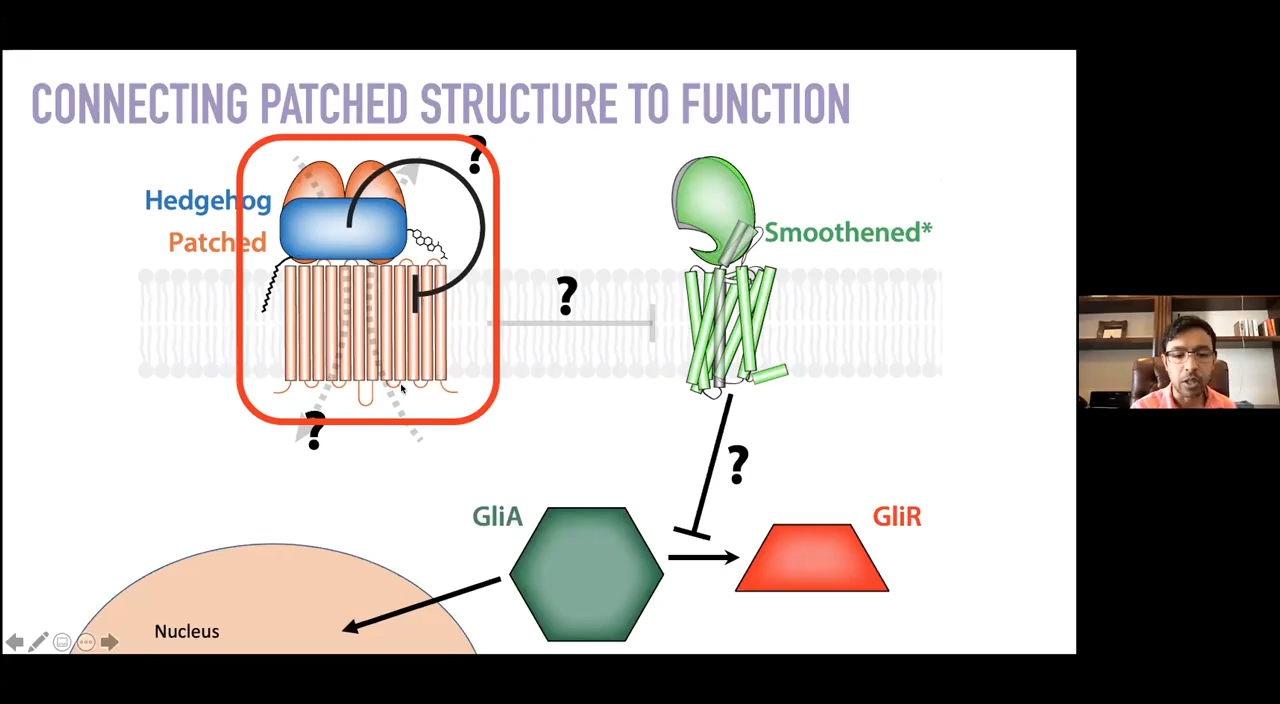 CONNECTING PATCHED STRUCTURE TO FUNCTION
?
Hedgehog
Patched
Smoothened*
?
?
?
GliA
GliR
Nucleus